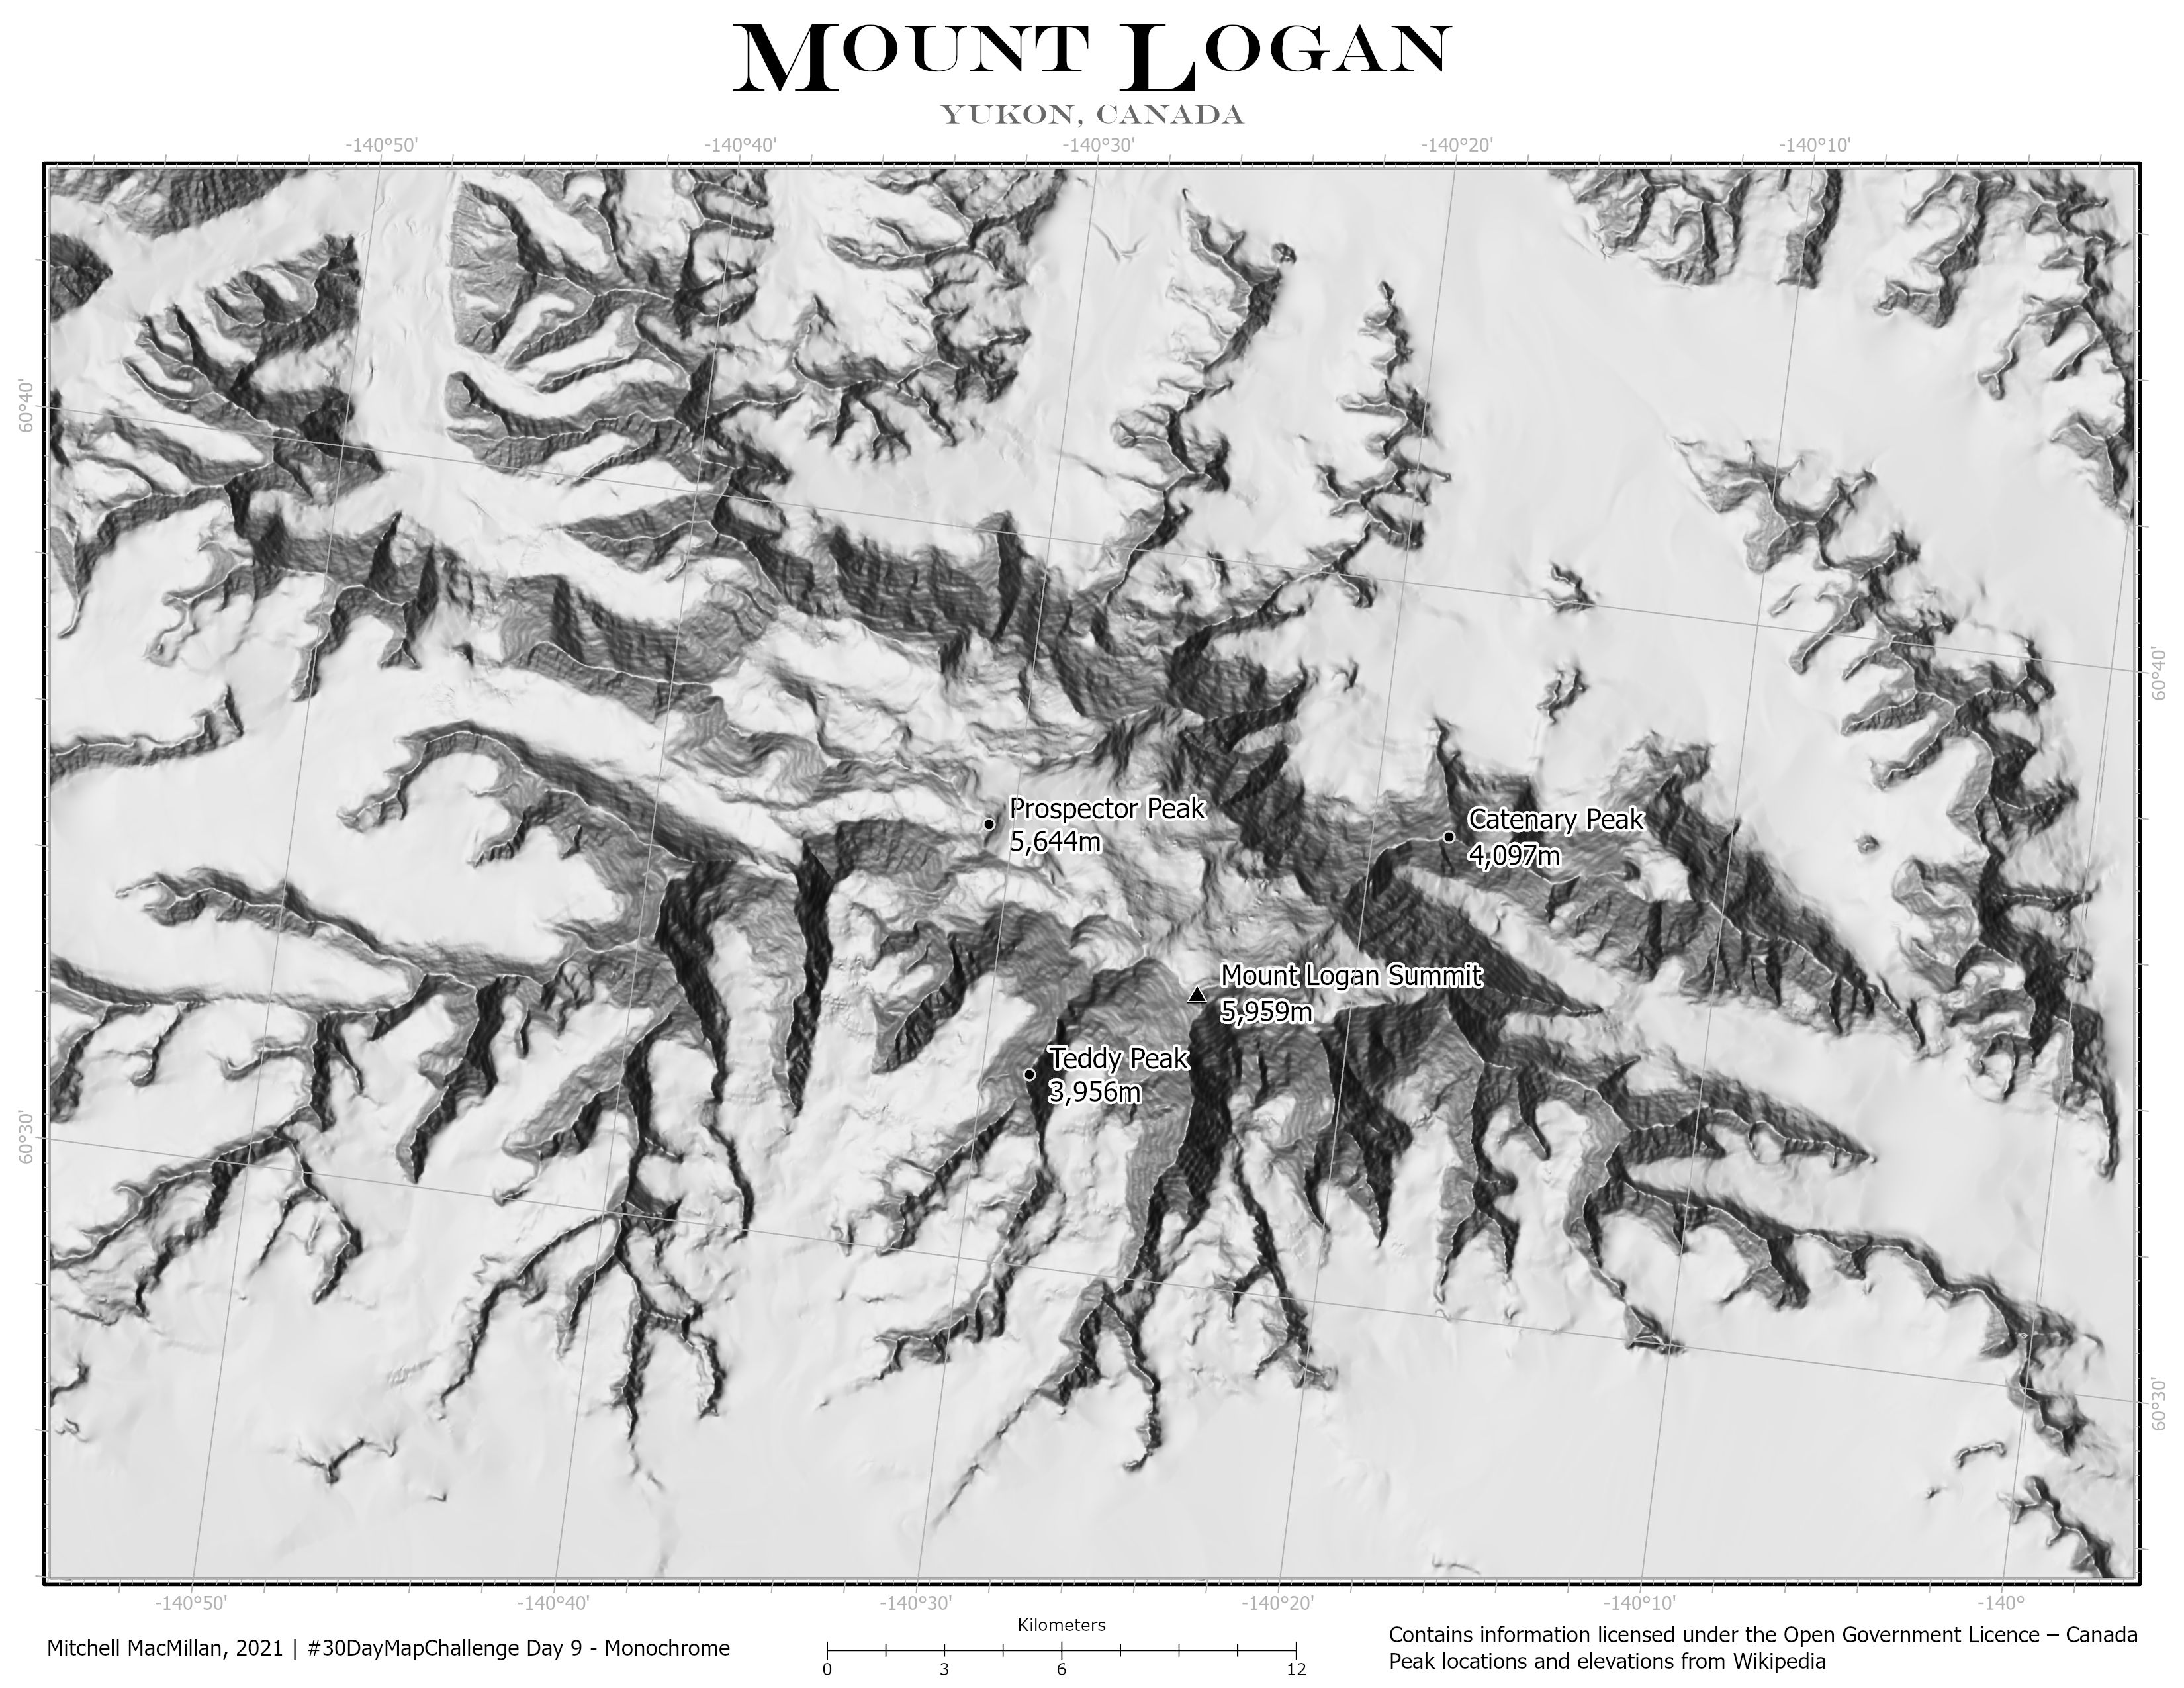 MOUNT LOGAN
YUKON, CANADA
-140°50' -140°40' -140°30' -140°20' -140°10'
60°40'
60°40'
Prospector Peak
5,644m
Catenary Peak
4,097m
Mount Logan Summit
5,959m
Teddy Peak
3,956m
60°30'
60°30'
-140°50' -140°40' -140°30' -140°20' -140°10' -140°
Mitchell MacMillan, 2021 | #30DayMapChallenge Day 9 - Monochrome
Kilometers
0 3 6 12
Contains information licensed under the Open Government Licence – Canada
Peak locations and elevations from Wikipedia